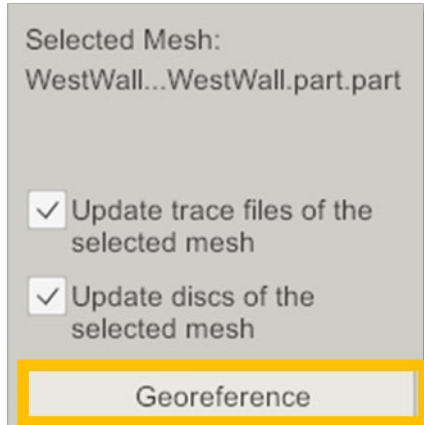 Selected Mesh:
WestWall...WestWall.part.part
Update trace files of the
selected mesh
Update discs of the
selected mesh
Georeference